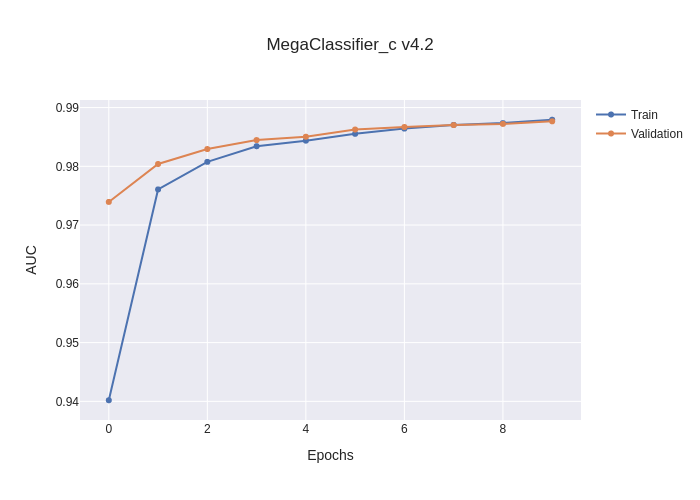 MegaClassifier_c v4.2
0.99
0.98
0.97
0.96
0.95
0.94
AUC
0 2 4 6 8
Epochs
Train
Validation